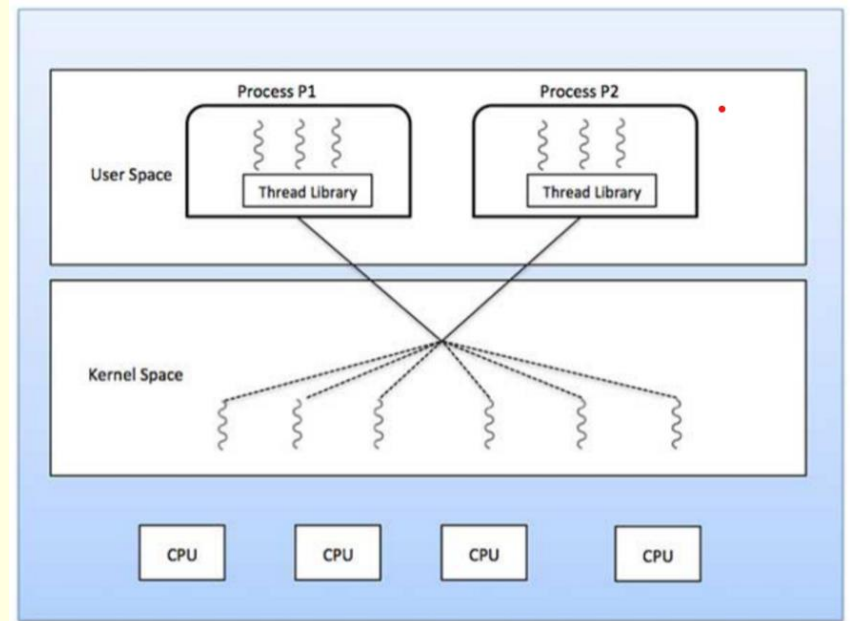 Process P1
Process P2
User Space
Thread Library
Thread Library
Kernel Space
CPU
CPU
CPU
CPU